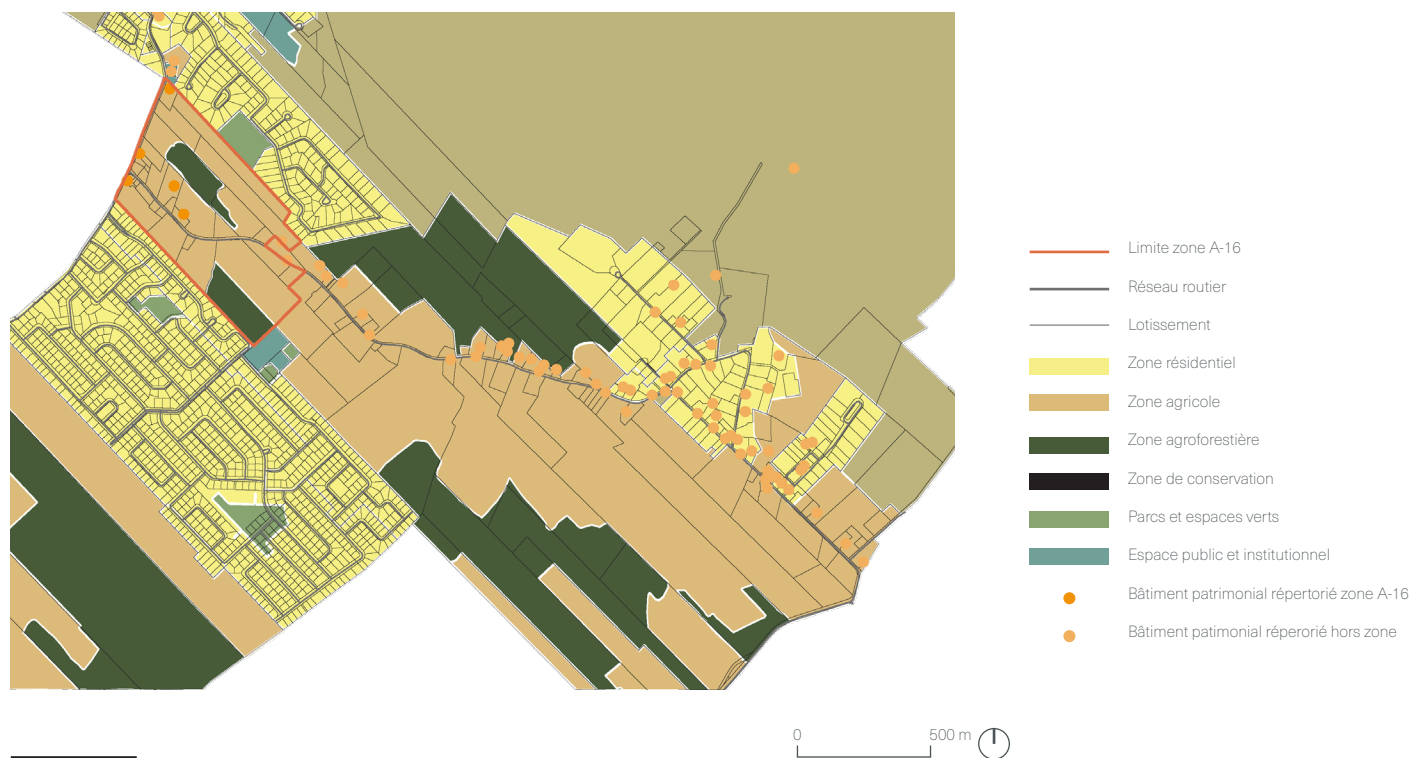 Limite zone A-16
Réseau routier
Lotissement
Zone résidentiel
Zone agricole
Zone agroforestière
Zone de conservation
Parcs et espaces verts
Espace public et institutionnel
Bâtiment patrimonial répertorié zone A-16
Bâtiment patimonial réperorié hors zone
0 500 m